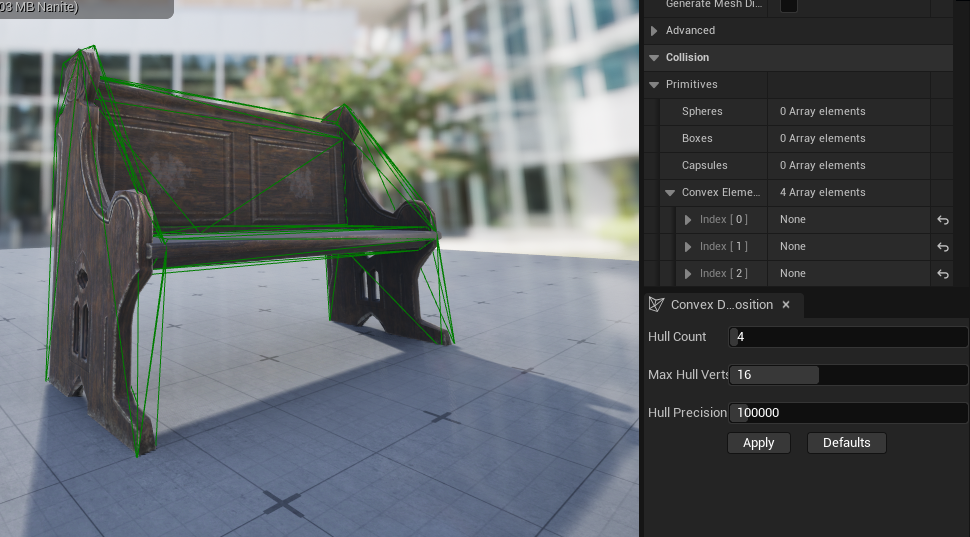 03 MB Nanite)
Generate Mesh Di...
Advanced
Collision
Primitives
Spheres 0 Array elements
Boxes 0 Array elements
Capsules 0 Array elements
Convex Eleme... 4 Array elements
Index [ 0 ] None
Index [ 1 ] None
Index [ 2 ] None
Convex D...osition ×
Hull Count 4
Max Hull Verts 16
Hull Precision 100000
Apply Defaults